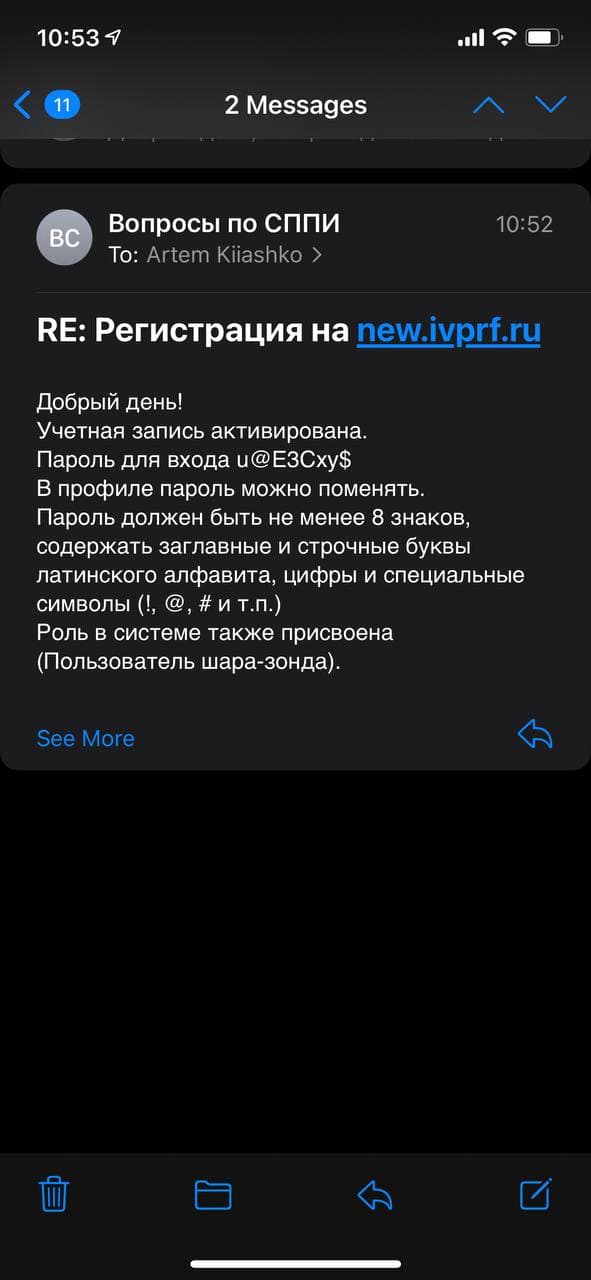 10:53
11
2 Messages
ВС
Вопросы по СППИ
10:52
To: Artem Kiiashko
RE: Регистрация на new.ivprf.ru
Добрый день!
Учетная запись активирована.
Пароль для входа u@E3Cxy$
В профиле пароль можно поменять.
Пароль должен быть не менее 8 знаков,
содержать заглавные и строчные буквы
латинского алфавита, цифры и специальные
символы (!, @, # и т.п.)
Роль в системе также присвоена
(Пользователь шара-зонда).
See More